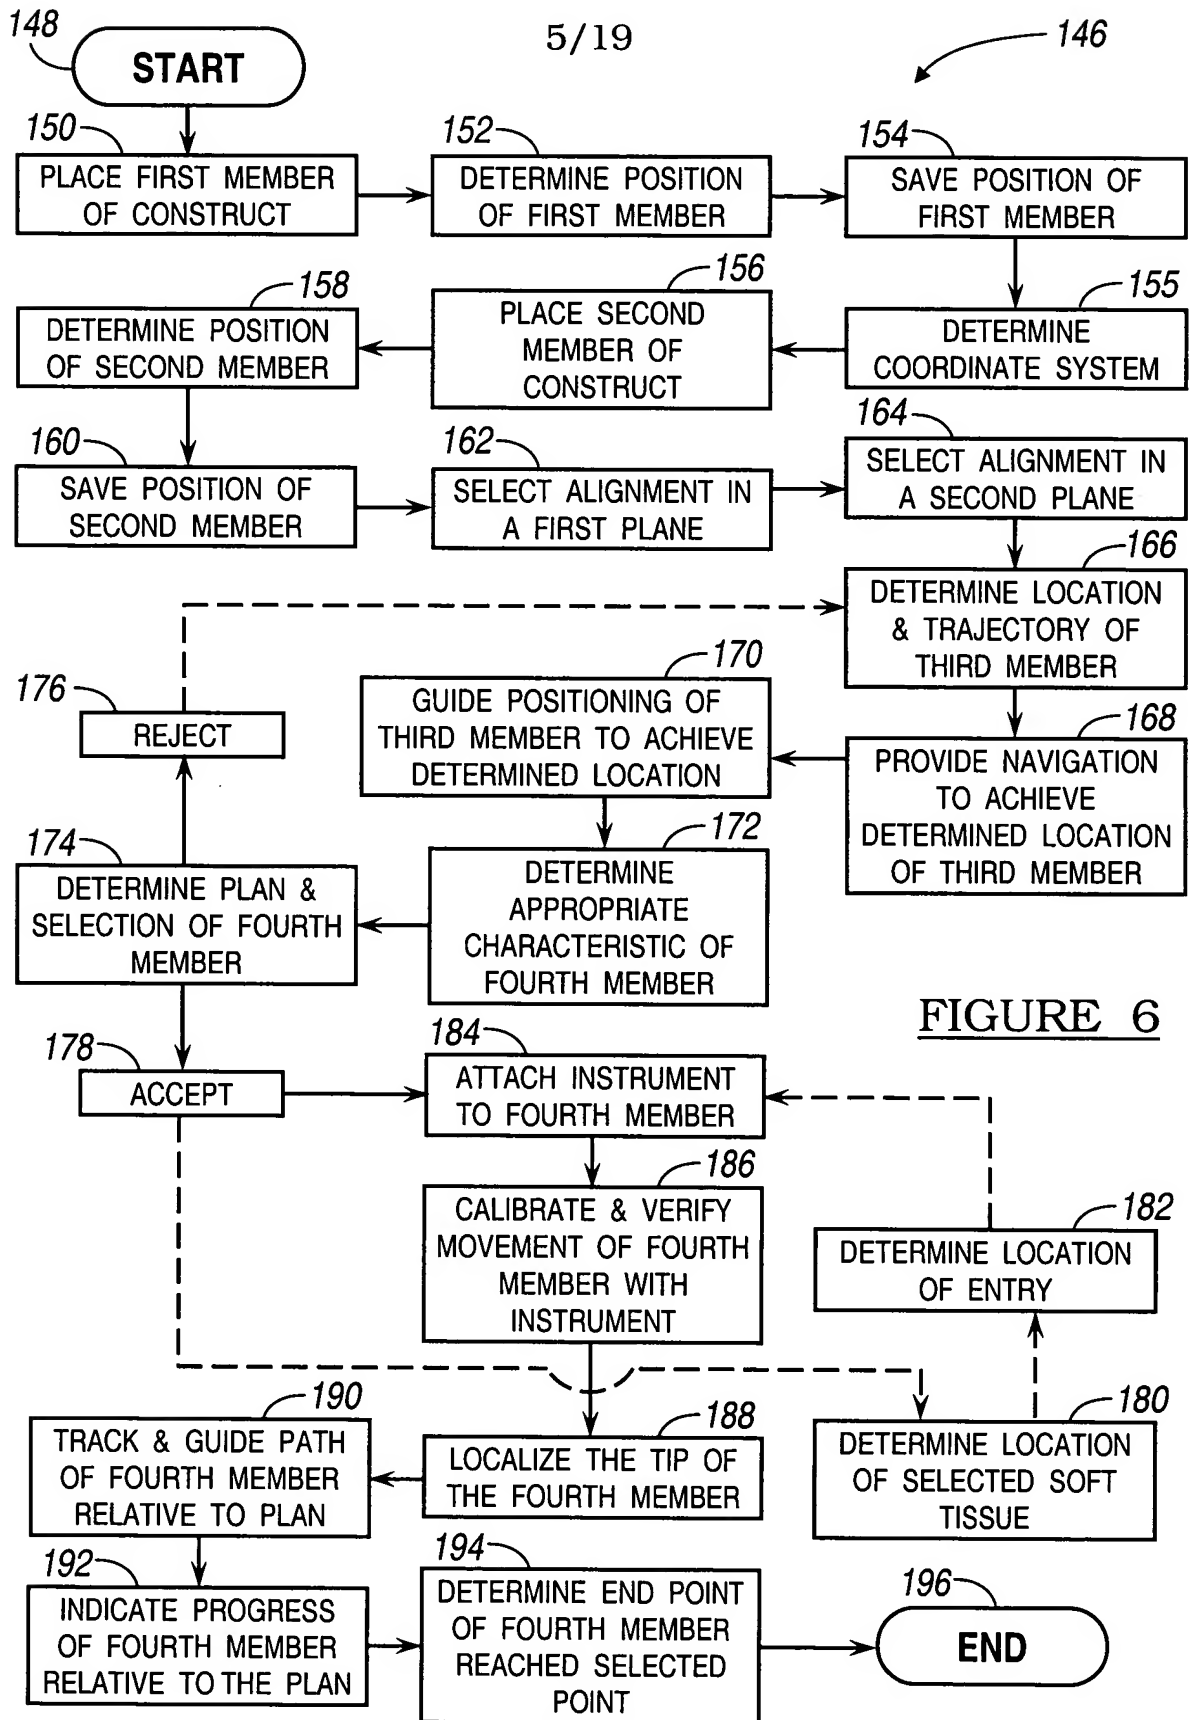 148
START
5/19
146
150
PLACE FIRST MEMBER
OF CONSTRUCT
152
DETERMINE POSITION
OF FIRST MEMBER
154
SAVE POSITION OF
FIRST MEMBER
155
DETERMINE
COORDINATE SYSTEM
156
PLACE SECOND
MEMBER OF
CONSTRUCT
158
DETERMINE POSITION
OF SECOND MEMBER
160
SAVE POSITION OF
SECOND MEMBER
162
SELECT ALIGNMENT IN
A FIRST PLANE
164
SELECT ALIGNMENT IN
A SECOND PLANE
166
DETERMINE LOCATION
& TRAJECTORY OF
THIRD MEMBER
168
PROVIDE NAVIGATION
TO ACHIEVE
DETERMINED LOCATION
OF THIRD MEMBER
170
GUIDE POSITIONING OF
THIRD MEMBER TO ACHIEVE
DETERMINED LOCATION
172
DETERMINE
APPROPRIATE
CHARACTERISTIC OF
FOURTH MEMBER
174
DETERMINE PLAN &
SELECTION OF FOURTH
MEMBER
176
REJECT
178
ACCEPT
FIGURE 6
184
ATTACH INSTRUMENT
TO FOURTH MEMBER
186
CALIBRATE & VERIFY
MOVEMENT OF FOURTH
MEMBER WITH
INSTRUMENT
182
DETERMINE LOCATION
OF ENTRY
180
DETERMINE LOCATION
OF SELECTED SOFT
TISSUE
188
LOCALIZE THE TIP OF
THE FOURTH MEMBER
190
TRACK & GUIDE PATH
OF FOURTH MEMBER
RELATIVE TO PLAN
192
INDICATE PROGRESS
OF FOURTH MEMBER
RELATIVE TO THE PLAN
194
DETERMINE END POINT
OF FOURTH MEMBER
REACHED SELECTED
POINT
196
END